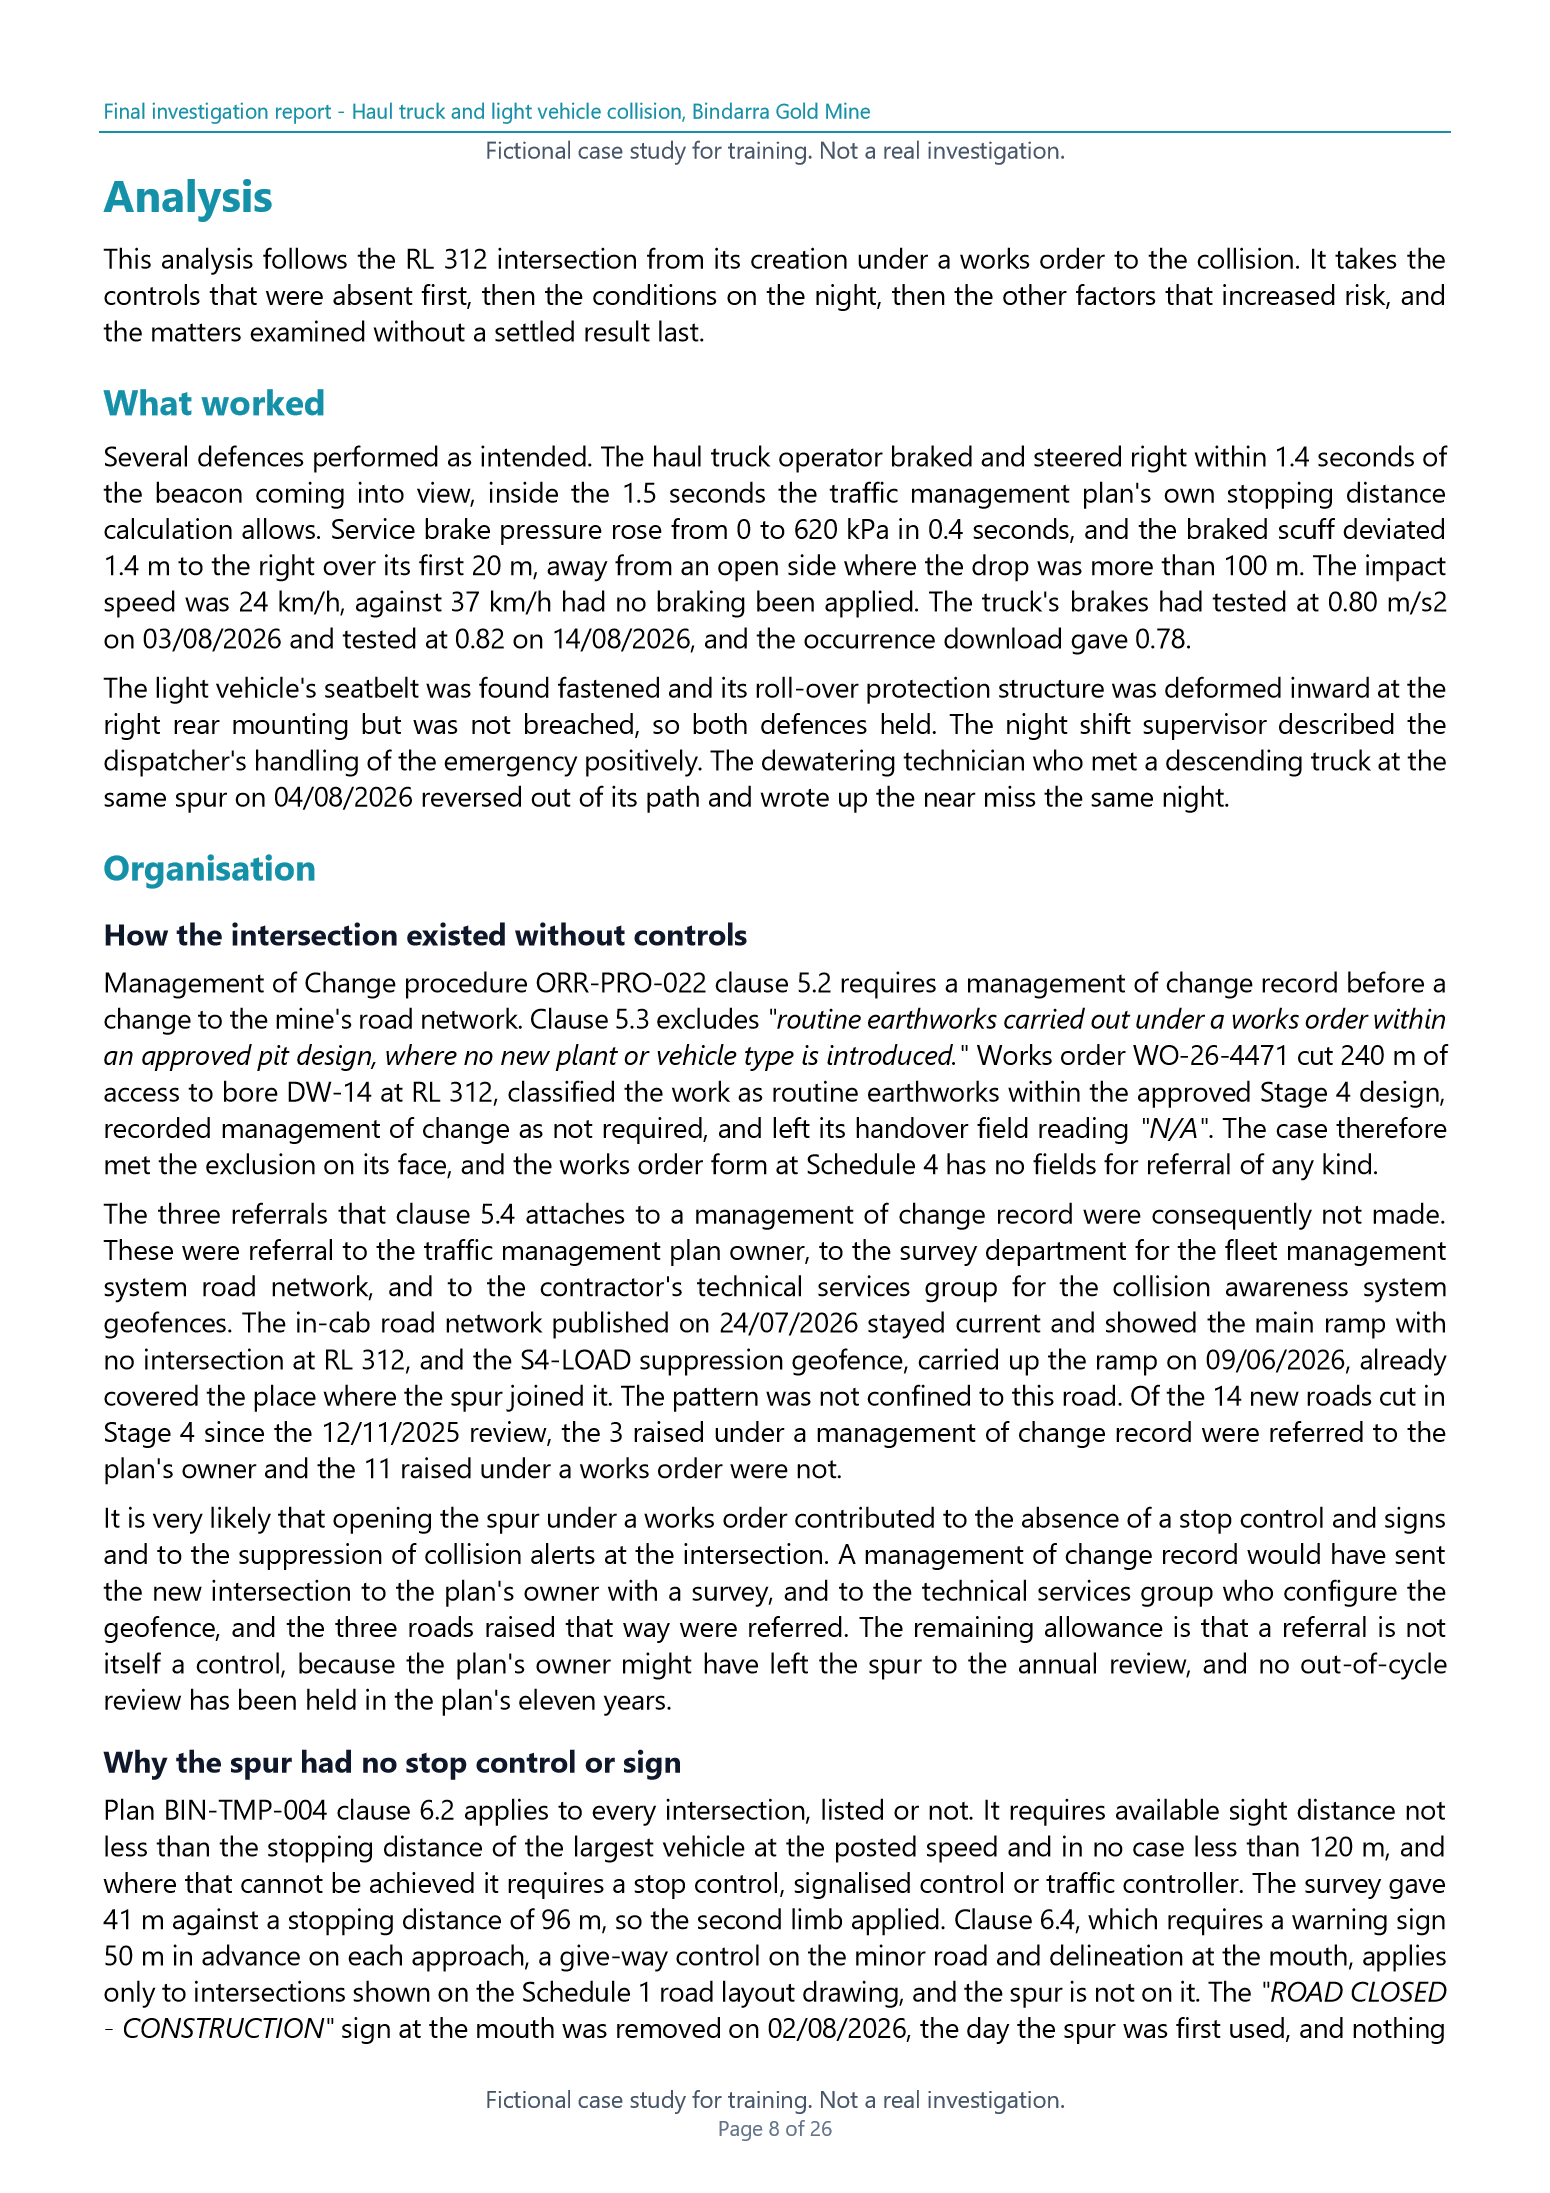 Final investigation report - Haul truck and light vehicle collision, Bindarra Gold Mine
Fictional case study for training. Not a real investigation.
Analysis
This analysis follows the RL 312 intersection from its creation under a works order to the collision. It takes the
controls that were absent first, then the conditions on the night, then the other factors that increased risk, and
the matters examined without a settled result last.
What worked
Several defences performed as intended. The haul truck operator braked and steered right within 1.4 seconds of
the beacon coming into view, inside the 1.5 seconds the traffic management plan's own stopping distance
calculation allows. Service brake pressure rose from 0 to 620 kPa in 0.4 seconds, and the braked scuff deviated
1.4 m to the right over its first 20 m, away from an open side where the drop was more than 100 m. The impact
speed was 24 km/h, against 37 km/h had no braking been applied. The truck's brakes had tested at 0.80 m/s2
on 03/08/2026 and tested at 0.82 on 14/08/2026, and the occurrence download gave 0.78.
The light vehicle's seatbelt was found fastened and its roll-over protection structure was deformed inward at the
right rear mounting but was not breached, so both defences held. The night shift supervisor described the
dispatcher's handling of the emergency positively. The dewatering technician who met a descending truck at the
same spur on 04/08/2026 reversed out of its path and wrote up the near miss the same night.
Organisation
How the intersection existed without controls
Management of Change procedure ORR-PRO-022 clause 5.2 requires a management of change record before a
change to the mine's road network. Clause 5.3 excludes "routine earthworks carried out under a works order within
an approved pit design, where no new plant or vehicle type is introduced." Works order WO-26-4471 cut 240 m of
access to bore DW-14 at RL 312, classified the work as routine earthworks within the approved Stage 4 design,
recorded management of change as not required, and left its handover field reading "N/A". The case therefore
met the exclusion on its face, and the works order form at Schedule 4 has no fields for referral of any kind.
The three referrals that clause 5.4 attaches to a management of change record were consequently not made.
These were referral to the traffic management plan owner, to the survey department for the fleet management
system road network, and to the contractor's technical services group for the collision awareness system
geofences. The in-cab road network published on 24/07/2026 stayed current and showed the main ramp with
no intersection at RL 312, and the S4-LOAD suppression geofence, carried up the ramp on 09/06/2026, already
covered the place where the spur joined it. The pattern was not confined to this road. Of the 14 new roads cut in
Stage 4 since the 12/11/2025 review, the 3 raised under a management of change record were referred to the
plan's owner and the 11 raised under a works order were not.
It is very likely that opening the spur under a works order contributed to the absence of a stop control and signs
and to the suppression of collision alerts at the intersection. A management of change record would have sent
the new intersection to the plan's owner with a survey, and to the technical services group who configure the
geofence, and the three roads raised that way were referred. The remaining allowance is that a referral is not
itself a control, because the plan's owner might have left the spur to the annual review, and no out-of-cycle
review has been held in the plan's eleven years.
Why the spur had no stop control or sign
Plan BIN-TMP-004 clause 6.2 applies to every intersection, listed or not. It requires available sight distance not
less than the stopping distance of the largest vehicle at the posted speed and in no case less than 120 m, and
where that cannot be achieved it requires a stop control, signalised control or traffic controller. The survey gave
41 m against a stopping distance of 96 m, so the second limb applied. Clause 6.4, which requires a warning sign
50 m in advance on each approach, a give-way control on the minor road and delineation at the mouth, applies
only to intersections shown on the Schedule 1 road layout drawing, and the spur is not on it. The "ROAD CLOSED
- CONSTRUCTION" sign at the mouth was removed on 02/08/2026, the day the spur was first used, and nothing
Fictional case study for training. Not a real investigation.
Page 8 of 26